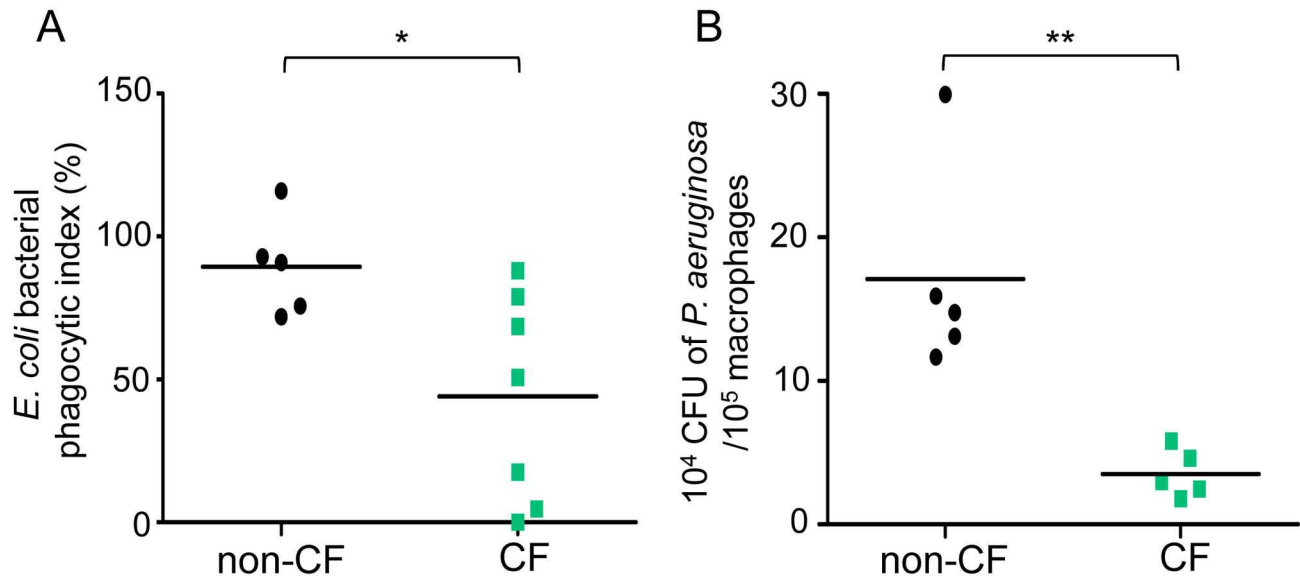 A
*
E. coli bacterial
phagocytic index (%)
150
100
50
0
non-CF
CF
B
**
10⁴ CFU of P. aeruginosa
/10⁵ macrophages
30
20
10
0
non-CF
CF